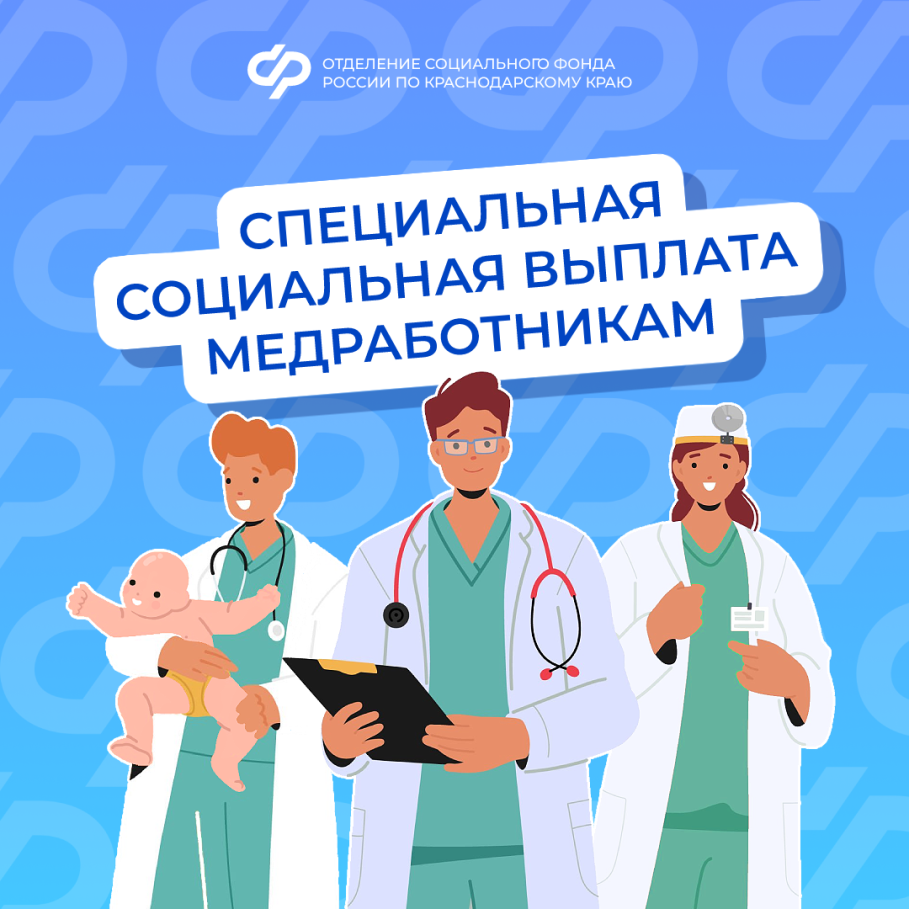 ОТДЕЛЕНИЕ СОЦИАЛЬНОГО ФОНДА
РОССИИ ПО КРАСНОДАРСКОМУ КРАЮ
СПЕЦИАЛЬНАЯ
СОЦИАЛЬНАЯ ВЫПЛАТА
МЕДРАБОТНИКАМ